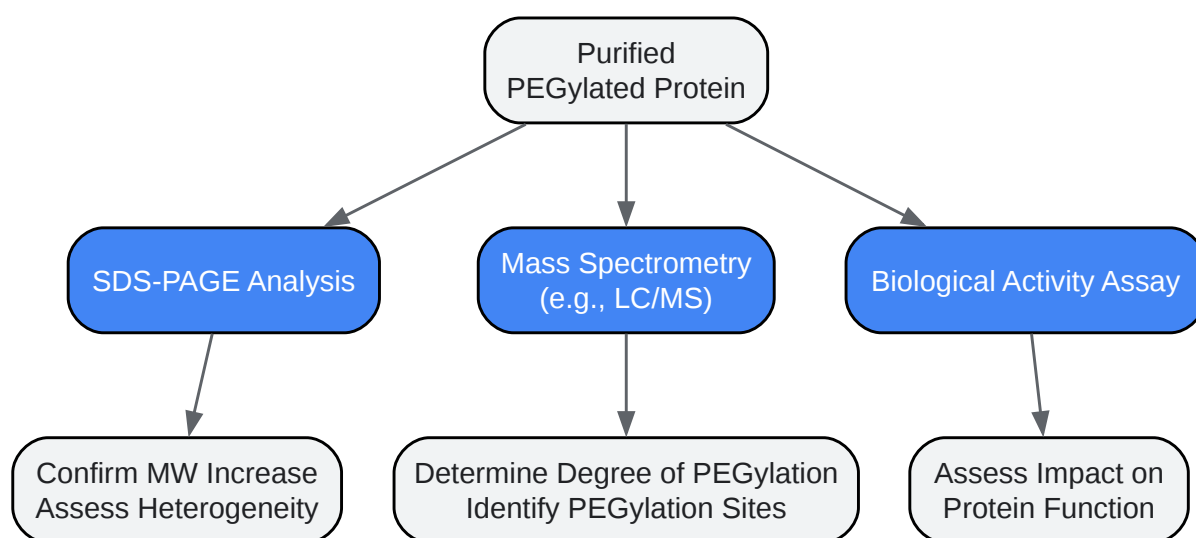 Purified
PEGylated Protein
SDS-PAGE Analysis
Mass Spectrometry
(e.g., LC/MS)
Biological Activity Assay
Confirm MW Increase
Assess Heterogeneity
Determine Degree of PEGylation
Identify PEGylation Sites
Assess Impact on
Protein Function